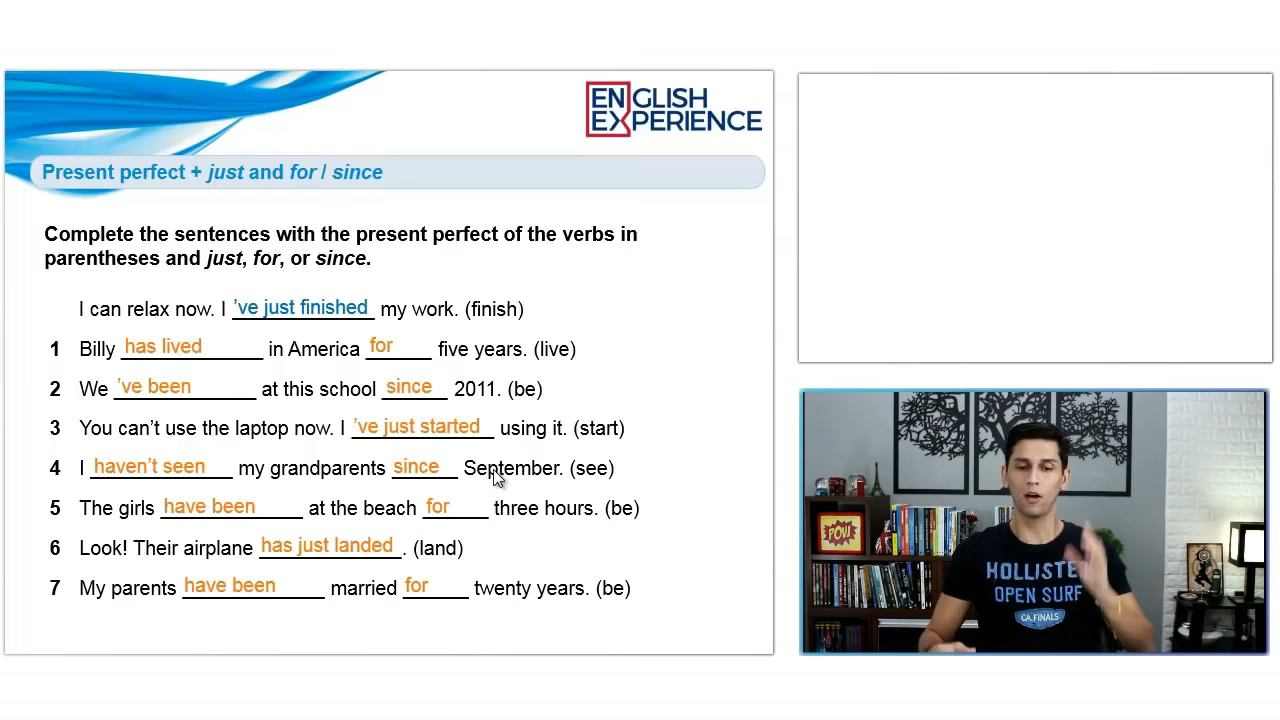 ENGLISH
EXPERIENCE
Present perfect + just and for / since
Complete the sentences with the present perfect of the verbs in
parentheses and just, for, or since.
I can relax now. I ’ve just finished my work. (finish)
1 Billy has lived in America for five years. (live)
2 We ’ve been at this school since 2011. (be)
3 You can’t use the laptop now. I ’ve just started using it. (start)
4 I haven’t seen my grandparents since September. (see)
5 The girls have been at the beach for three hours. (be)
6 Look! Their airplane has just landed. (land)
7 My parents have been married for twenty years. (be)
POW!
HOLLISTE
OPEN SURF
CA.FINALS